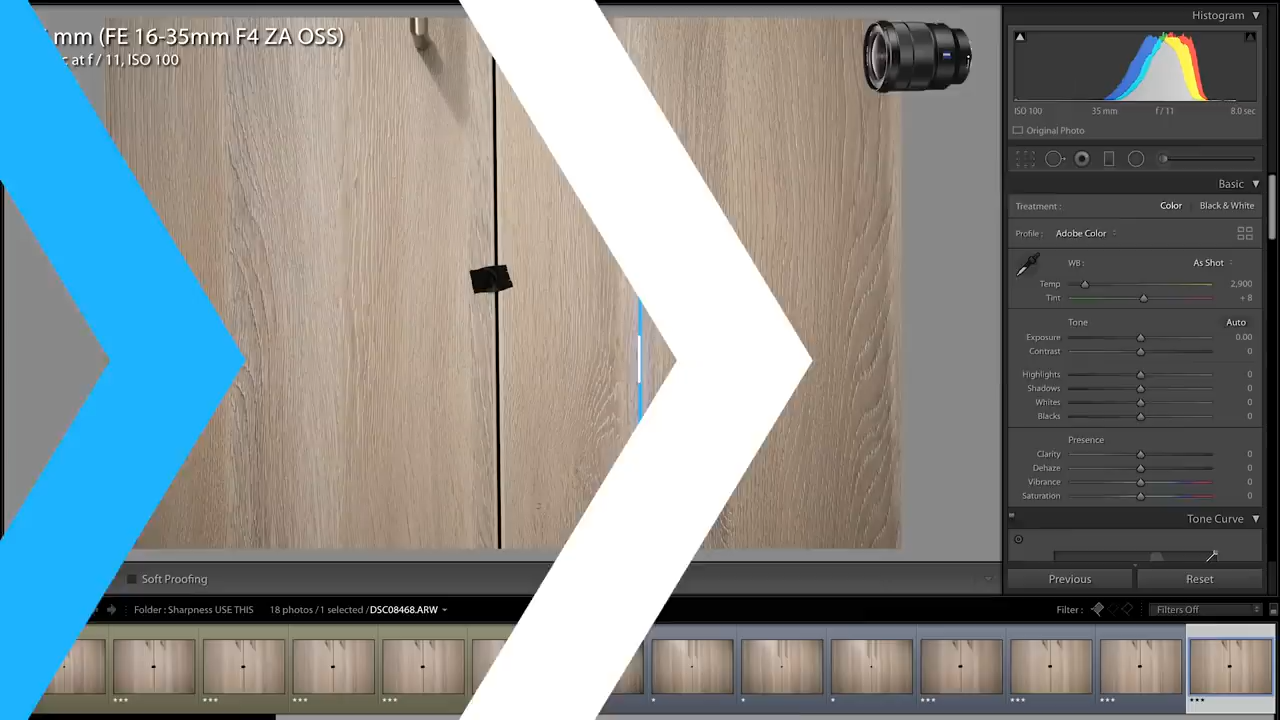 mm (FE 16-35mm F4 ZA OSS)
at f / 11, ISO 100
Histogram
ISO 100 35 mm f / 11 8.0 sec
Original Photo
Basic
Treatment : Color Black & White
Profile : Adobe Color
WB : As Shot
Temp 2,900
Tint + 8
Tone Auto
Exposure 0.00
Contrast 0
Highlights 0
Shadows 0
Whites 0
Blacks 0
Presence
Clarity 0
Dehaze 0
Vibrance 0
Saturation 0
Tone Curve
Soft Proofing
Previous Reset
Folder : Sharpness USE THIS 18 photos / 1 selected / DSC08468.ARW
Filter : Filters Off